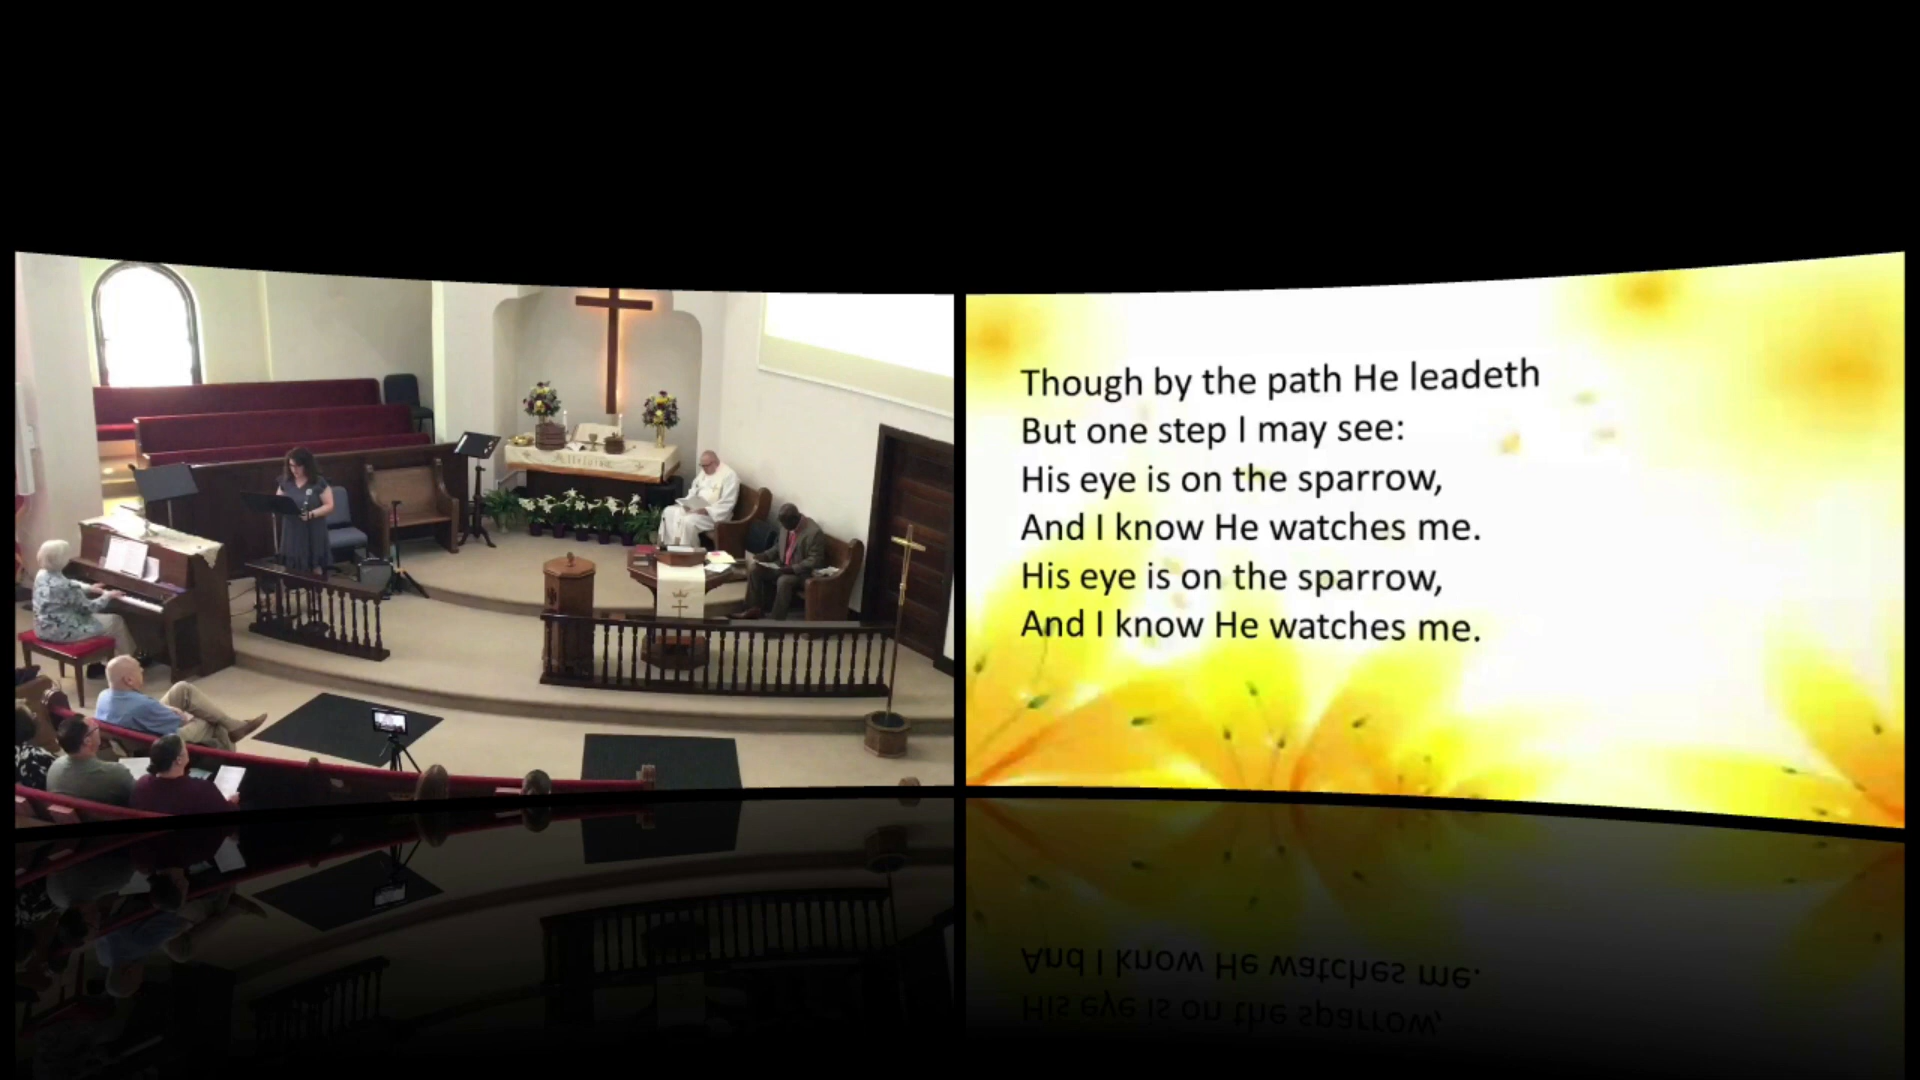 Alleluia
Though by the path He leadeth
But one step I may see:
His eye is on the sparrow,
And I know He watches me.
His eye is on the sparrow,
And I know He watches me.